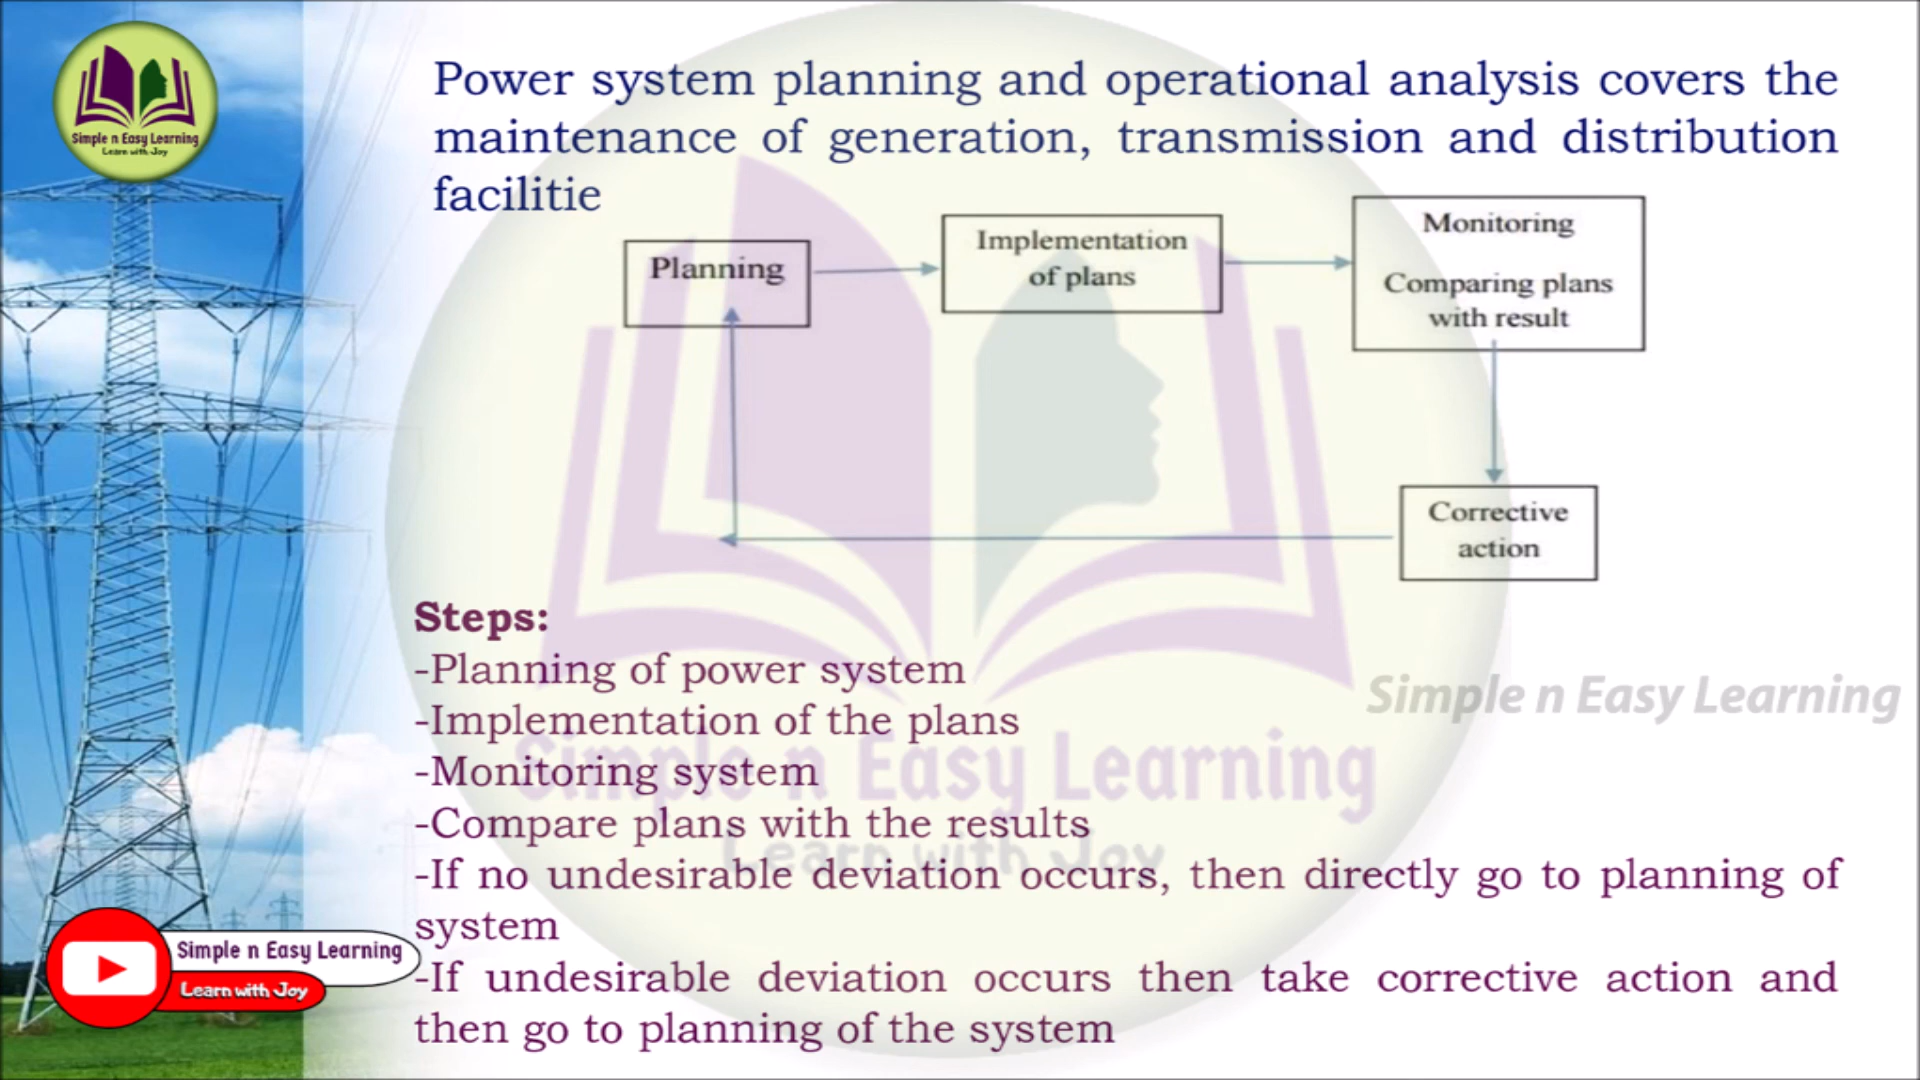 Simple n Easy Learning
Learn with Joy
Power system planning and operational analysis covers the
maintenance of generation, transmission and distribution
facilitie
Planning
Implementation
of plans
Monitoring
Comparing plans
with result
Corrective
action
Steps:
-Planning of power system
-Implementation of the plans
-Monitoring system
-Compare plans with the results
-If no undesirable deviation occurs, then directly go to planning of
system
-If undesirable deviation occurs then take corrective action and
then go to planning of the system
Simple n Easy Learning
Simple n Easy Learning
Learn with Joy
Simple n Easy Learning
Learn with Joy